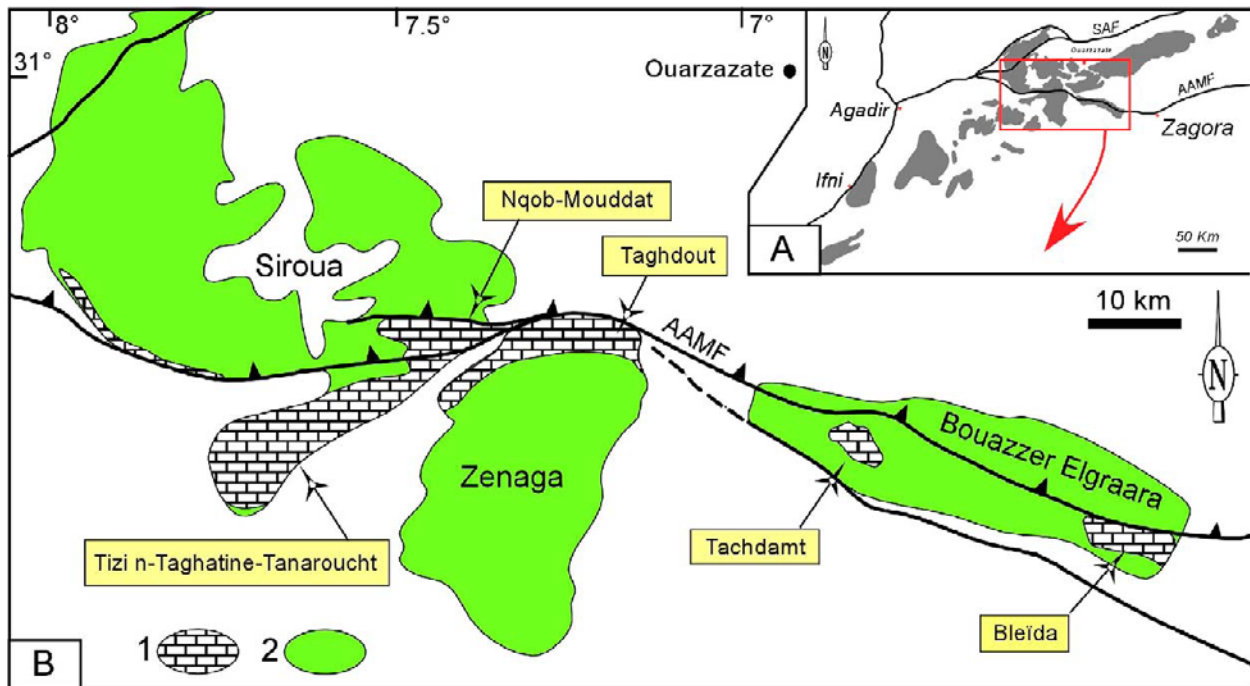 8°
7.5°
7°
31°
Ouarzazate
N
SAF
Ouarzazate
AAMF
Agadir
Zagora
Ifni
A
50 Km
Nqob-Mouddat
Taghdout
Siroua
10 km
AAMF
N
Bouazzer Elgraara
Zenaga
Tachdamt
Tizi n-Taghatine-Tanaroucht
Bleïda
1
2
B